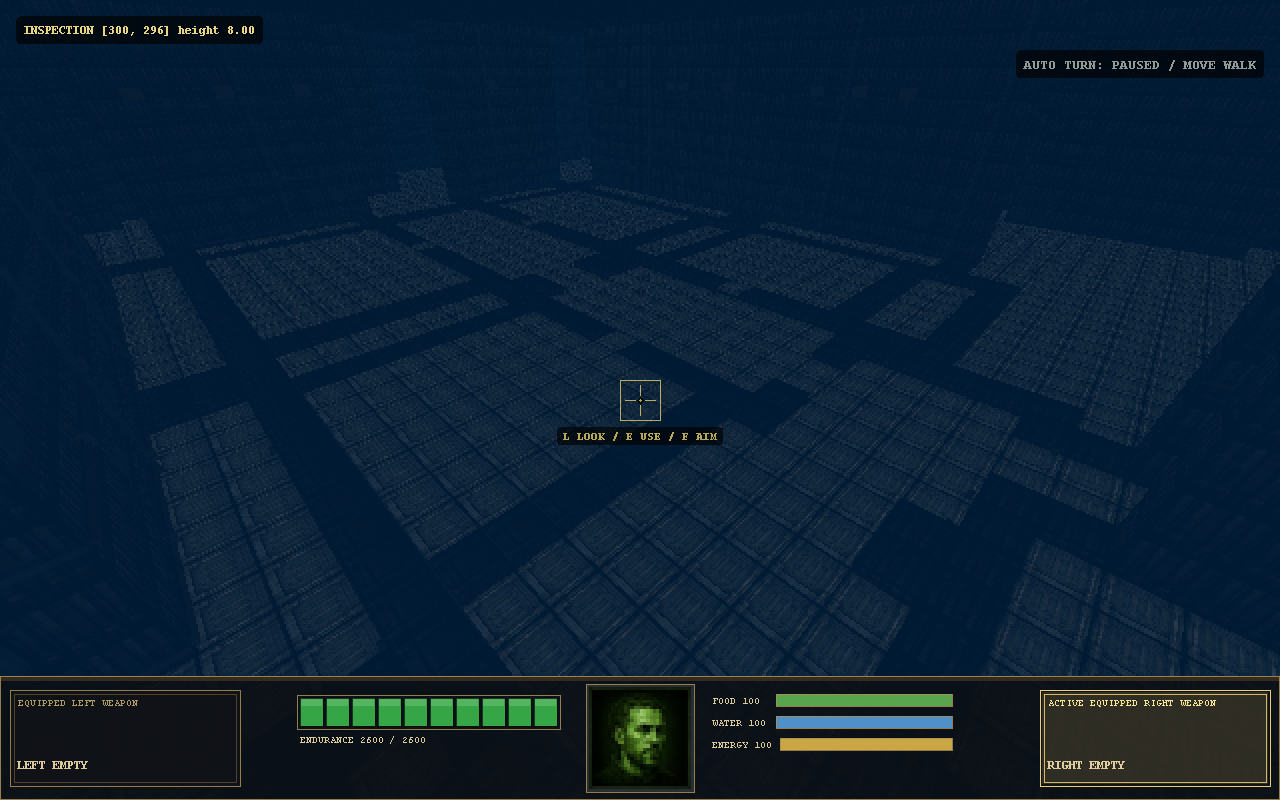 INSPECTION [300, 296] height 8.00
AUTO TURN: PAUSED / MOVE WALK
L LOOK / E USE / F AIM
EQUIPPED LEFT WEAPON
LEFT EMPTY
ENDURANCE 2600 / 2600
FOOD 100
WATER 100
ENERGY 100
ACTIVE EQUIPPED RIGHT WEAPON
RIGHT EMPTY